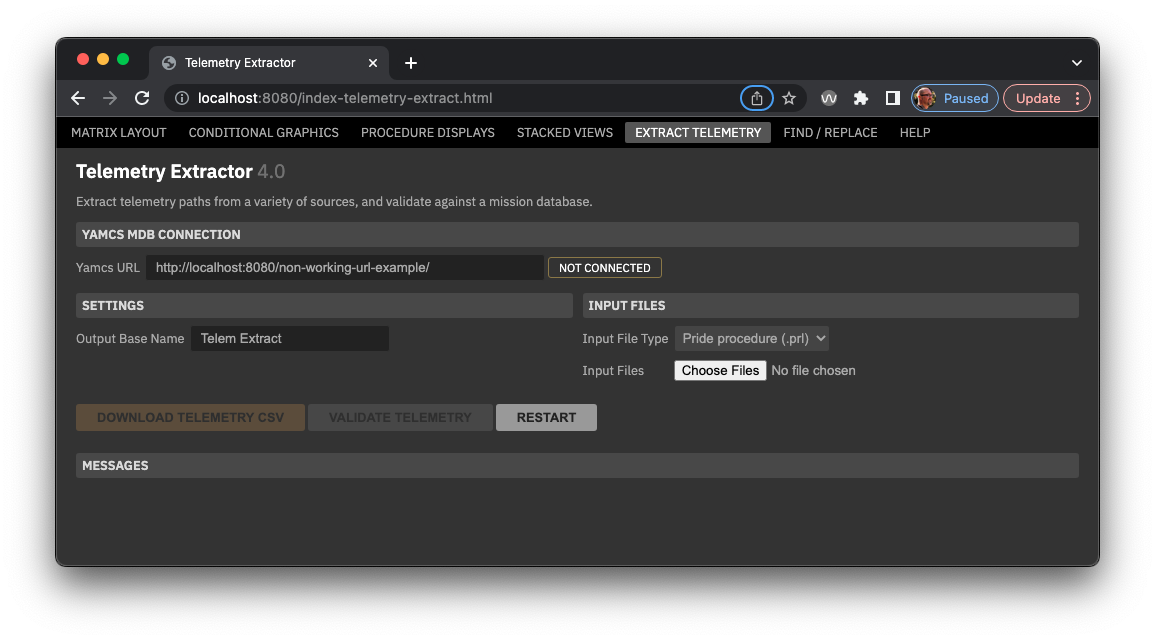 Telemetry Extractor
localhost:8080/index-telemetry-extract.html
Paused
Update
MATRIX LAYOUT CONDITIONAL GRAPHICS PROCEDURE DISPLAYS STACKED VIEWS EXTRACT TELEMETRY FIND / REPLACE HELP
Telemetry Extractor 4.0
Extract telemetry paths from a variety of sources, and validate against a mission database.
YAMCS MDB CONNECTION
Yamcs URL http://localhost:8080/non-working-url-example/ NOT CONNECTED
SETTINGS
Output Base Name Telem Extract
INPUT FILES
Input File Type Pride procedure (.prl)
Input Files Choose Files No file chosen
DOWNLOAD TELEMETRY CSV VALIDATE TELEMETRY RESTART
MESSAGES